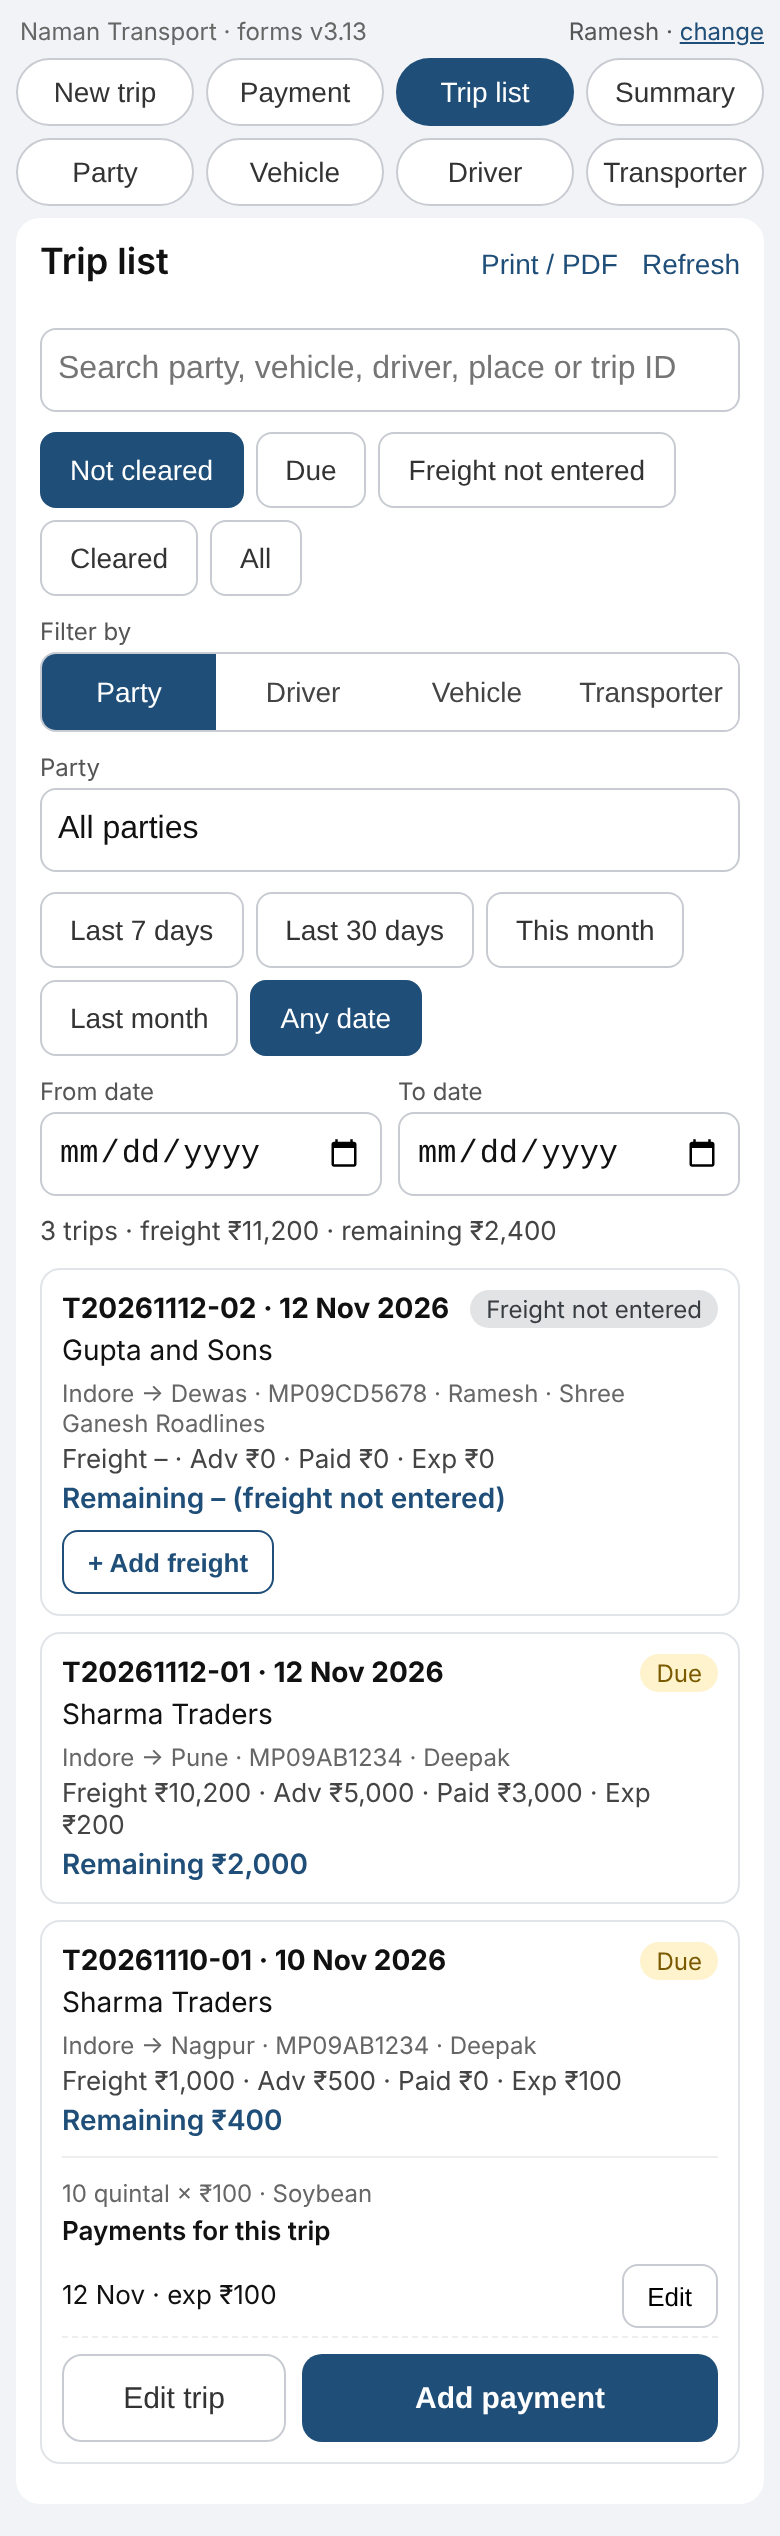 Naman Transport · forms v3.13
Ramesh · change
New trip
Payment
Trip list
Summary
Party
Vehicle
Driver
Transporter
Trip list
Print / PDF
Refresh
Search party, vehicle, driver, place or trip ID
Not cleared
Due
Freight not entered
Cleared
All
Filter by
Party
Driver
Vehicle
Transporter
Party
All parties
Last 7 days
Last 30 days
This month
Last month
Any date
From date
To date
mm/dd/yyyy
mm/dd/yyyy
3 trips · freight ₹11,200 · remaining ₹2,400
T20261112-02 · 12 Nov 2026
Freight not entered
Gupta and Sons
Indore → Dewas · MP09CD5678 · Ramesh · Shree
Ganesh Roadlines
Freight – · Adv ₹0 · Paid ₹0 · Exp ₹0
Remaining – (freight not entered)
+ Add freight
T20261112-01 · 12 Nov 2026
Due
Sharma Traders
Indore → Pune · MP09AB1234 · Deepak
Freight ₹10,200 · Adv ₹5,000 · Paid ₹3,000 · Exp
₹200
Remaining ₹2,000
T20261110-01 · 10 Nov 2026
Due
Sharma Traders
Indore → Nagpur · MP09AB1234 · Deepak
Freight ₹1,000 · Adv ₹500 · Paid ₹0 · Exp ₹100
Remaining ₹400
10 quintal × ₹100 · Soybean
Payments for this trip
12 Nov · exp ₹100
Edit
Edit trip
Add payment